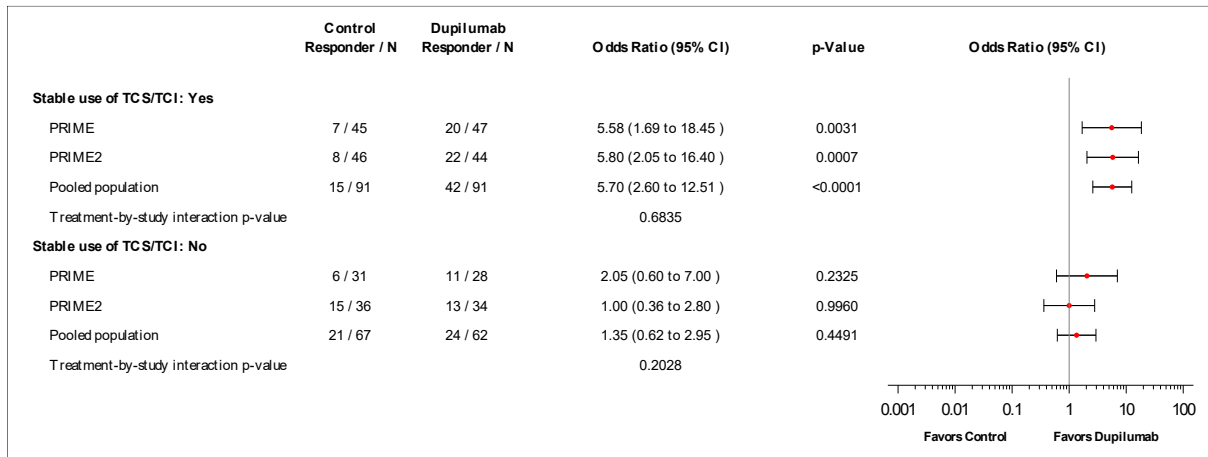 Control Dupilumab
Responder / N Responder / N Odds Ratio (95% CI) p-Value Odds Ratio (95% CI)
Stable use of TCS/TCI: Yes
PRIME 7 / 45 20 / 47 5.58 (1.69 to 18.45 ) 0.0031
PRIME2 8 / 46 22 / 44 5.80 (2.05 to 16.40 ) 0.0007
Pooled population 15 / 91 42 / 91 5.70 (2.60 to 12.51 ) <0.0001
Treatment-by-study interaction p-value 0.6835
Stable use of TCS/TCI: No
PRIME 6 / 31 11 / 28 2.05 (0.60 to 7.00 ) 0.2325
PRIME2 15 / 36 13 / 34 1.00 (0.36 to 2.80 ) 0.9960
Pooled population 21 / 67 24 / 62 1.35 (0.62 to 2.95 ) 0.4491
Treatment-by-study interaction p-value 0.2028
0.001 0.01 0.1 1 10 100
Favors Control Favors Dupilumab